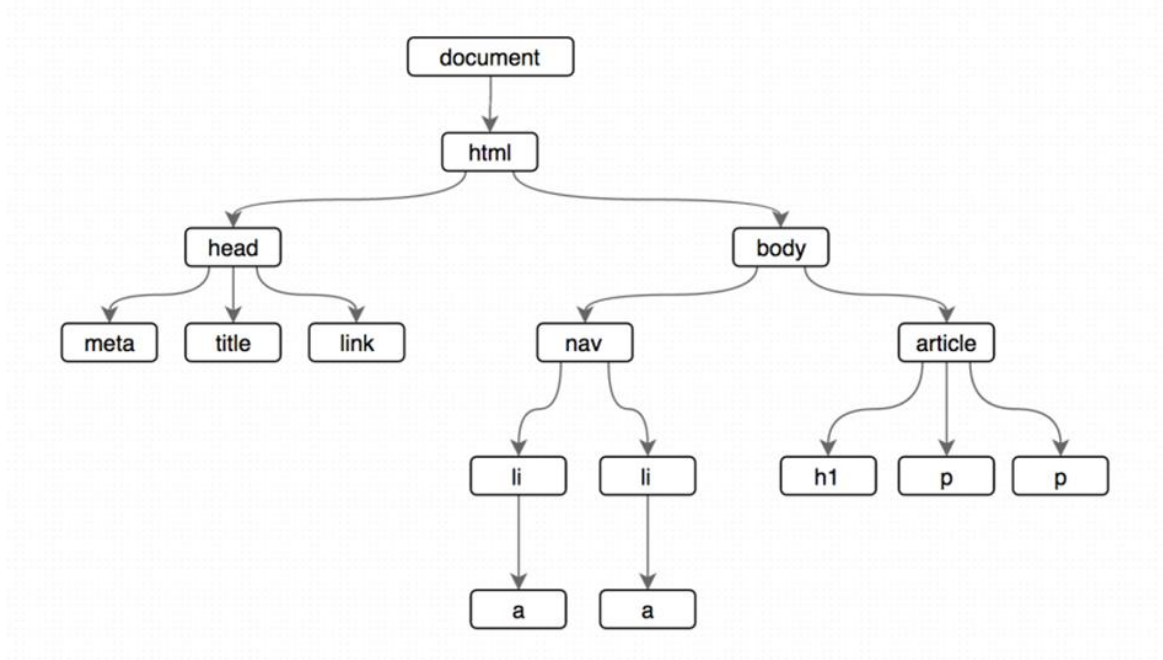 document
html
head
body
meta
title
link
nav
article
li
li
h1
p
p
a
a